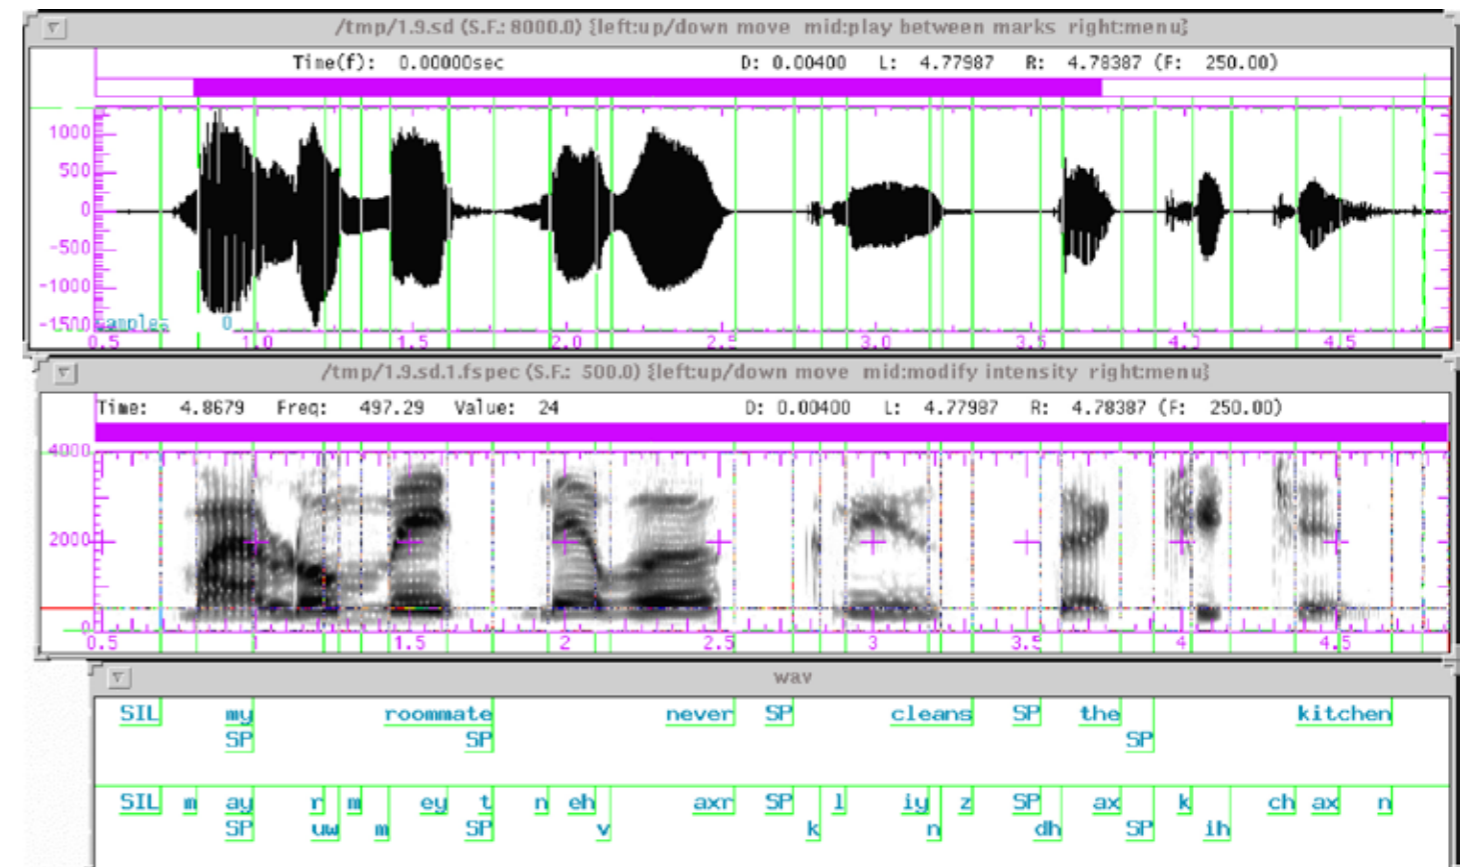 /tmp/1.9.sd (S.F.: 8000.0) {left:up/down move mid:play between marks right:menu}
Time(f): 0.00000sec D: 0.00400 L: 4.77987 R: 4.78387 (F: 250.00)
1000
500
0
-500
-1000
-1500 samples 0
0.5 1.0 1.5 2.0 2.5 3.0 3.5 4.0 4.5
/tmp/1.9.sd.1.fspec (S.F.: 500.0) {left:up/down move mid:modify intensity right:menu}
Time: 4.8679 Freq: 497.29 Value: 24 D: 0.00400 L: 4.77987 R: 4.78387 (F: 250.00)
4000
2000
0
0.5 1 1.5 2 2.5 3 3.5 4 4.5
wav
SIL my roommate never SP cleans SP the kitchen
SP SP SP
SIL m ay r m ey t n eh axr SP l iy z SP ax k ch ax n
SP uw m SP v k n dh SP ih